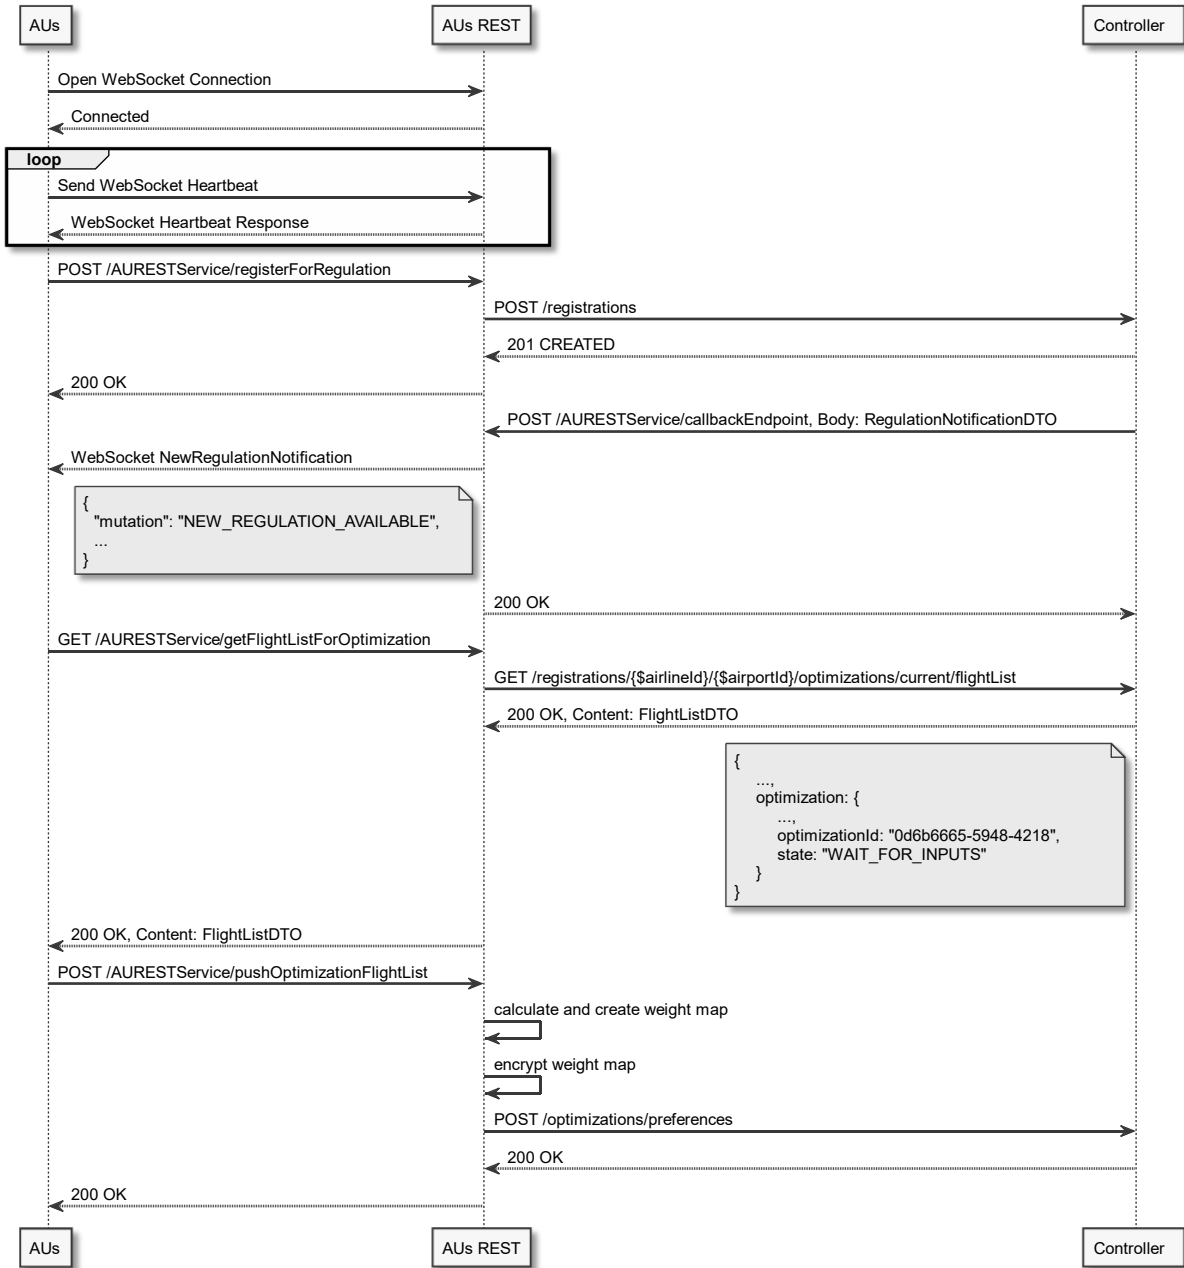 AUs
AUs REST
Controller
Open WebSocket Connection
Connected
loop
Send WebSocket Heartbeat
WebSocket Heartbeat Response
POST /AURESTService/registerForRegulation
POST /registrations
201 CREATED
200 OK
POST /AURESTService/callbackEndpoint, Body: RegulationNotificationDTO
WebSocket NewRegulationNotification
{
"mutation": "NEW_REGULATION_AVAILABLE",
...
}
200 OK
GET /AURESTService/getFlightListForOptimization
GET /registrations/{$airlineId}/{$airportId}/optimizations/current/flightList
200 OK, Content: FlightListDTO
{
...,
optimization: {
...,
optimizationId: "0d6b6665-5948-4218",
state: "WAIT_FOR_INPUTS"
}
}
200 OK, Content: FlightListDTO
POST /AURESTService/pushOptimizationFlightList
calculate and create weight map
encrypt weight map
POST /optimizations/preferences
200 OK
200 OK
AUs
AUs REST
Controller